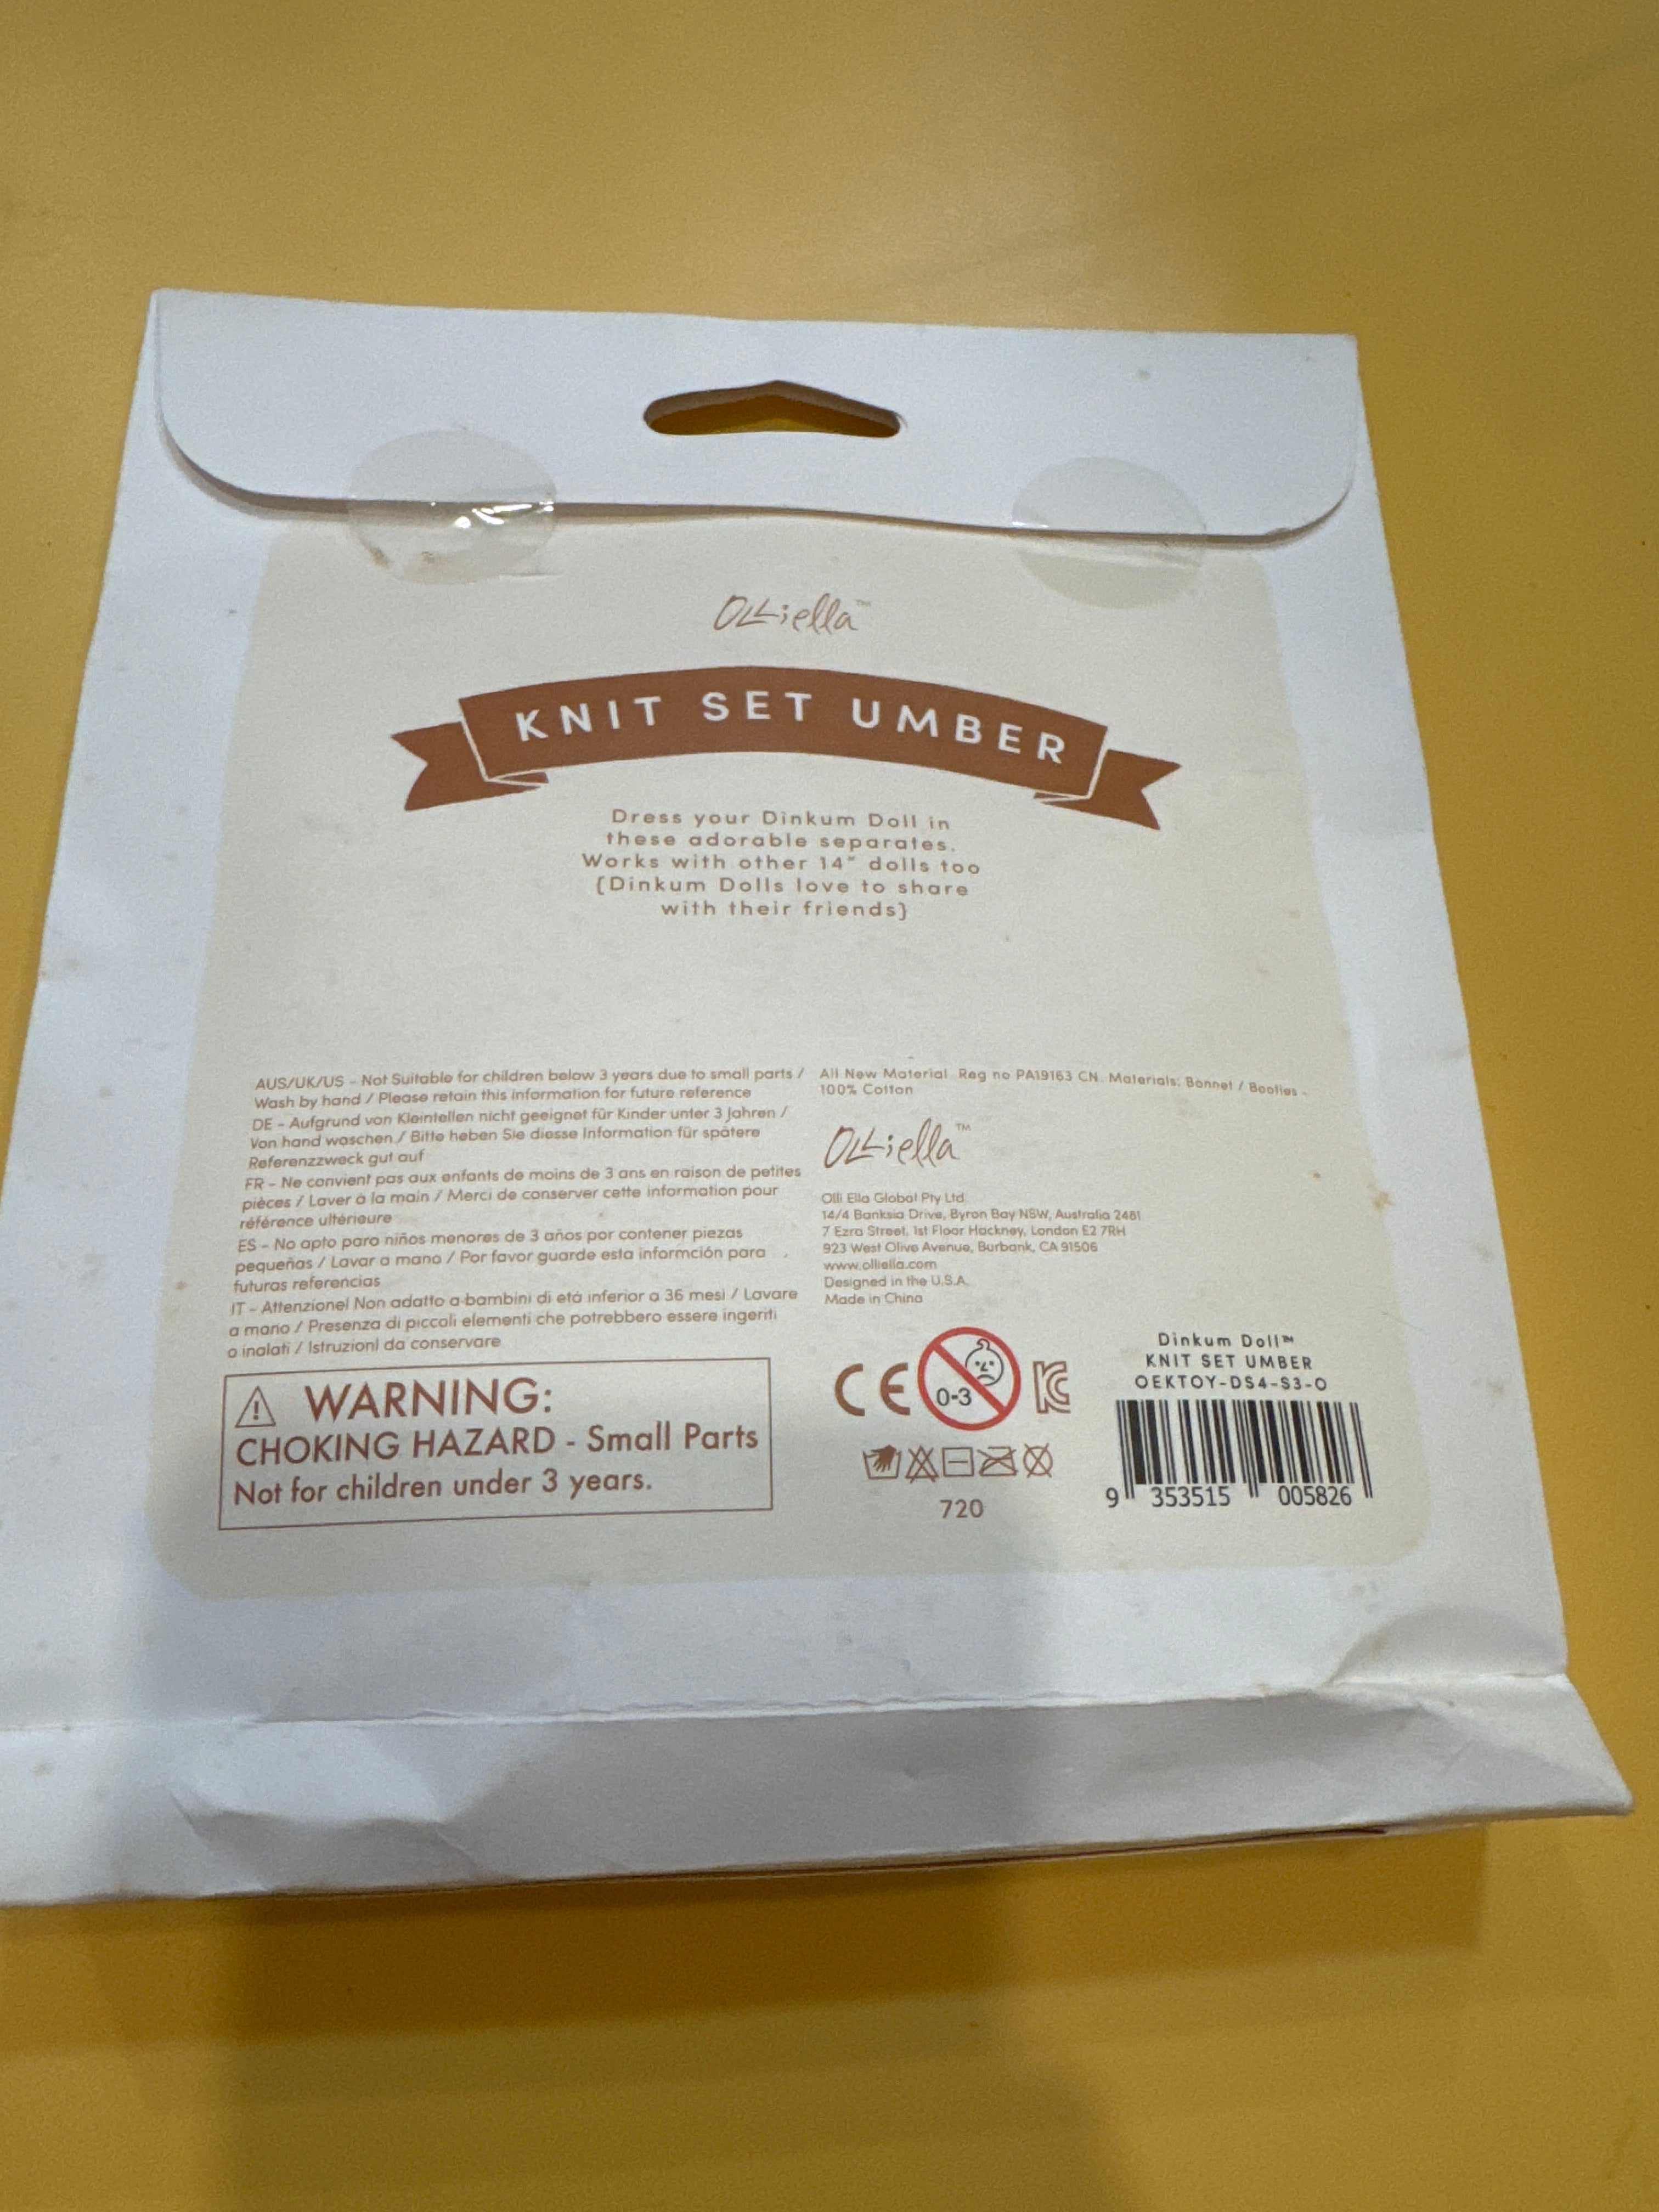 Olliella™
KNIT SET UMBER
Dress your Dinkum Doll in
these adorable separates.
Works with other 14" dolls too
{Dinkum Dolls love to share
with their friends}
AUS/UK/US - Not Suitable for children below 3 years due to small parts /
Wash by hand / Please retain this information for future reference
DE - Aufgrund von Kleintellen nicht geeignet für Kinder unter 3 Jahren /
Von hand waschen / Bitte heben Sie diesse Information für spätere
Referenzzweck gut auf
FR - Ne convient pas aux enfants de moins de 3 ans en raison de petites
pièces / Laver à la main / Merci de conserver cette information pour
référence ultérieure
ES - No apto para niños menores de 3 años por contener piezas
pequeñas / Lavar a mano / Por favor guarde esta informción para
futuras referencias
IT - Attenzione! Non adatto a bambini di etá inferior a 36 mesi / Lavare
a mano / Presenza di piccoli elementi che potrebbero essere ingeriti
o inalati / IstruzionI da conservare
⚠ WARNING:
CHOKING HAZARD - Small Parts
Not for children under 3 years.
All New Material Reg no PA19163 CN. Materials: Bonnet / Booties -
100% Cotton
Olliella™
Olli Ella Global Pty Ltd
14/4 Banksia Drive, Byron Bay NSW, Australia 2481
7 Ezra Street, 1st Floor Hackney, London E2 7RH
923 West Olive Avenue, Burbank, CA 91506
www.olliella.com
Designed in the U.S.A.
Made in China
CE 0-3 KC
720
Dinkum Doll™
KNIT SET UMBER
OEKTOY-DS4-S3-O
9 353515 005826